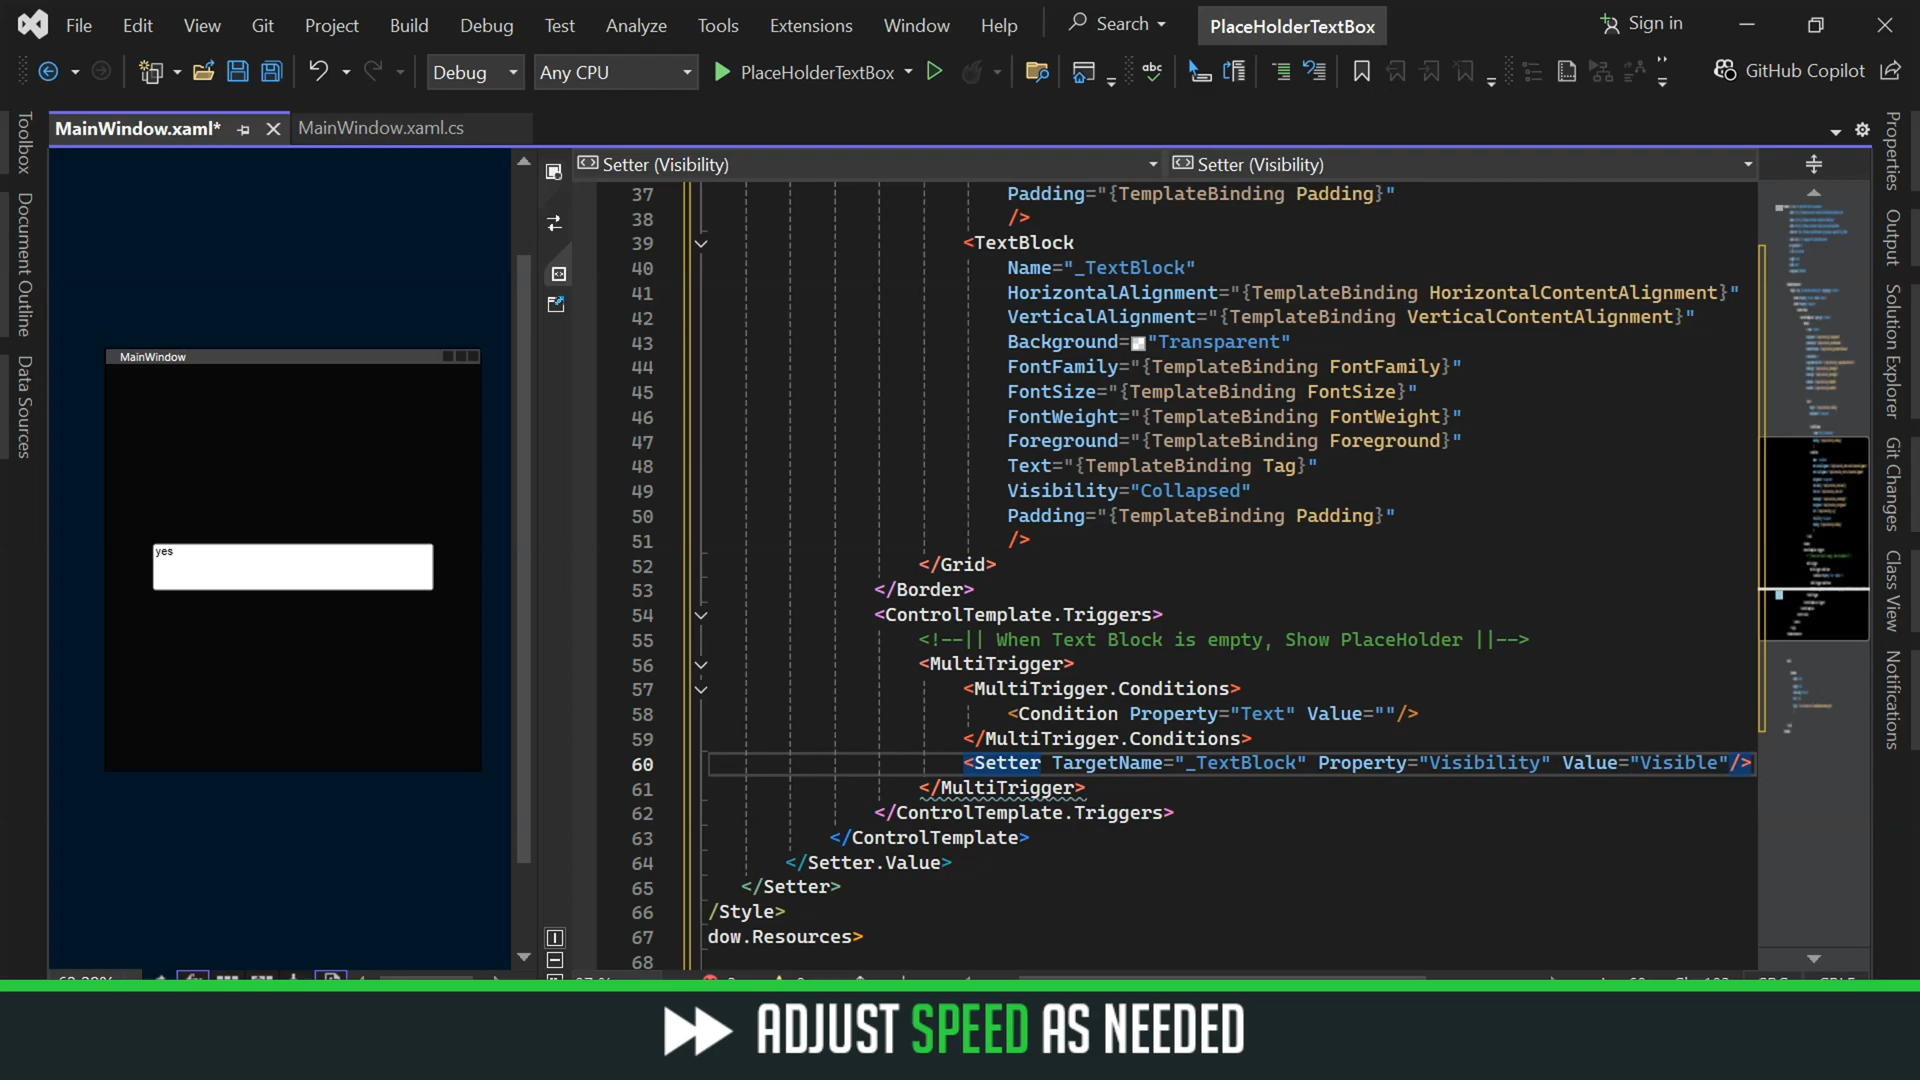 File Edit View Git Project Build Debug Test Analyze Tools Extensions Window Help Search PlaceHolderTextBox Sign in
Debug Any CPU PlaceHolderTextBox abc GitHub Copilot
MainWindow.xaml* MainWindow.xaml.cs
Toolbox
Document Outline
Data Sources
MainWindow
yes
Setter (Visibility) Setter (Visibility)
37 Padding="{TemplateBinding Padding}"
38 />
39 <TextBlock
40 Name="_TextBlock"
41 HorizontalAlignment="{TemplateBinding HorizontalContentAlignment}"
42 VerticalAlignment="{TemplateBinding VerticalContentAlignment}"
43 Background="Transparent"
44 FontFamily="{TemplateBinding FontFamily}"
45 FontSize="{TemplateBinding FontSize}"
46 FontWeight="{TemplateBinding FontWeight}"
47 Foreground="{TemplateBinding Foreground}"
48 Text="{TemplateBinding Tag}"
49 Visibility="Collapsed"
50 Padding="{TemplateBinding Padding}"
51 />
52 </Grid>
53 </Border>
54 <ControlTemplate.Triggers>
55 <!--|| When Text Block is empty, Show PlaceHolder ||-->
56 <MultiTrigger>
57 <MultiTrigger.Conditions>
58 <Condition Property="Text" Value=""/>
59 </MultiTrigger.Conditions>
60 <Setter TargetName="_TextBlock" Property="Visibility" Value="Visible"/>
61 </MultiTrigger>
62 </ControlTemplate.Triggers>
63 </ControlTemplate>
64 </Setter.Value>
65 </Setter>
66 /Style>
67 dow.Resources>
68
Properties
Output
Solution Explorer
Git Changes
Class View
Notifications
ADJUST SPEED AS NEEDED